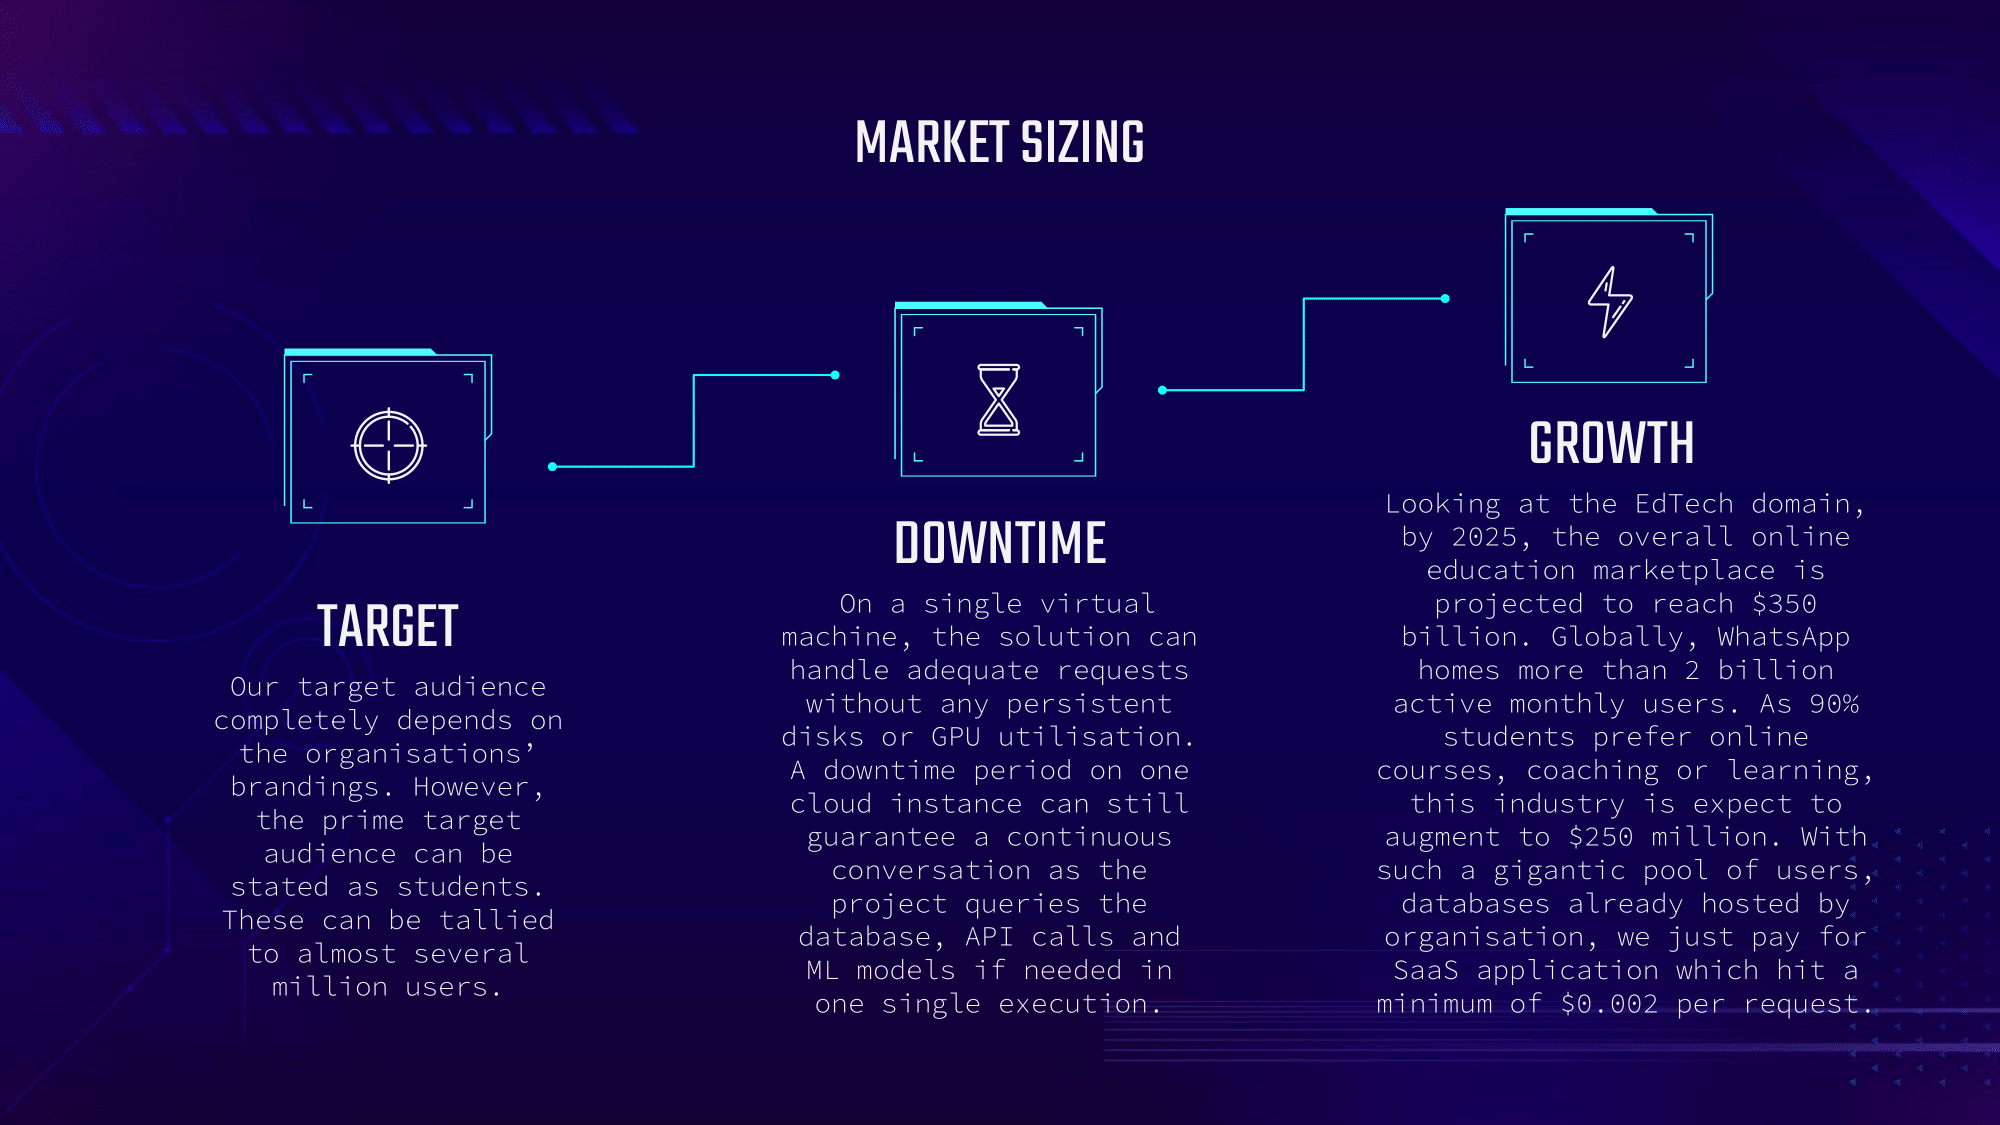 MARKET SIZING
TARGET
Our target audience
completely depends on
the organisations’
brandings. However,
the prime target
audience can be
stated as students.
These can be tallied
to almost several
million users.
DOWNTIME
On a single virtual
machine, the solution can
handle adequate requests
without any persistent
disks or GPU utilisation.
A downtime period on one
cloud instance can still
guarantee a continuous
conversation as the
project queries the
database, API calls and
ML models if needed in
one single execution.
GROWTH
Looking at the EdTech domain,
by 2025, the overall online
education marketplace is
projected to reach $350
billion. Globally, WhatsApp
homes more than 2 billion
active monthly users. As 90%
students prefer online
courses, coaching or learning,
this industry is expect to
augment to $250 million. With
such a gigantic pool of users,
databases already hosted by
organisation, we just pay for
SaaS application which hit a
minimum of $0.002 per request.